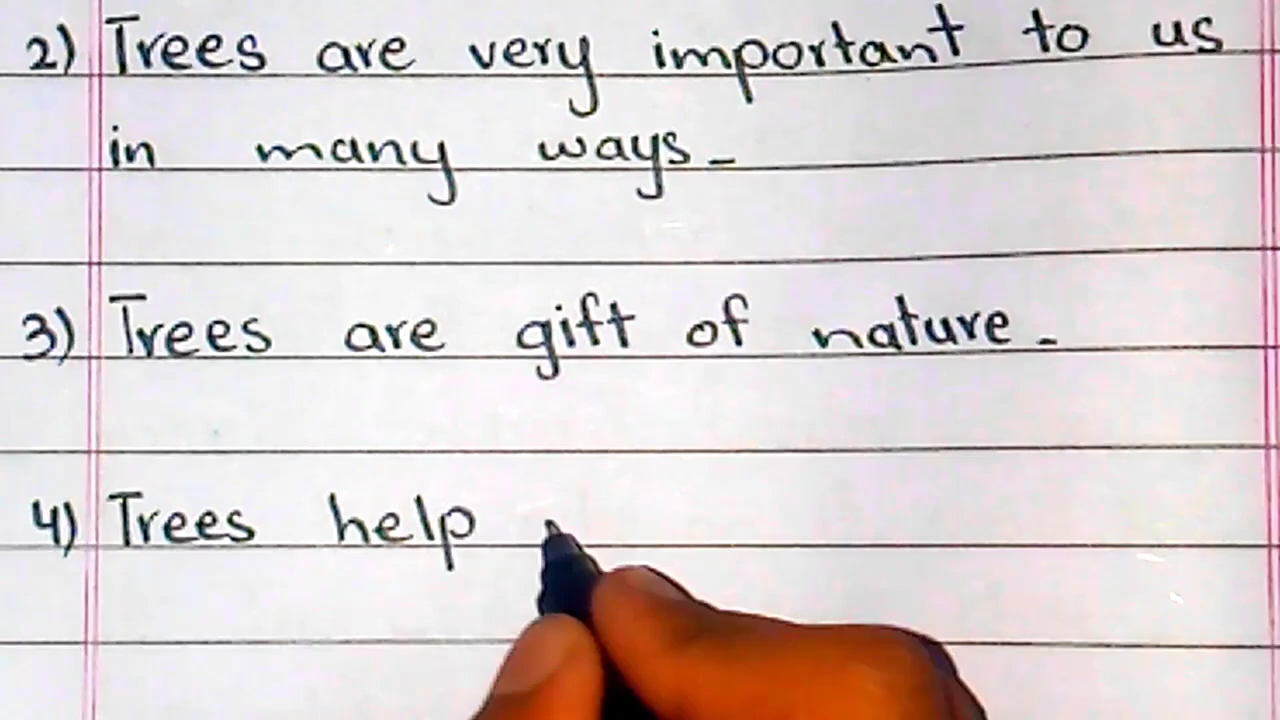 2) Trees are very important to us
in many ways.
3) Trees are gift of nature.
4) Trees help